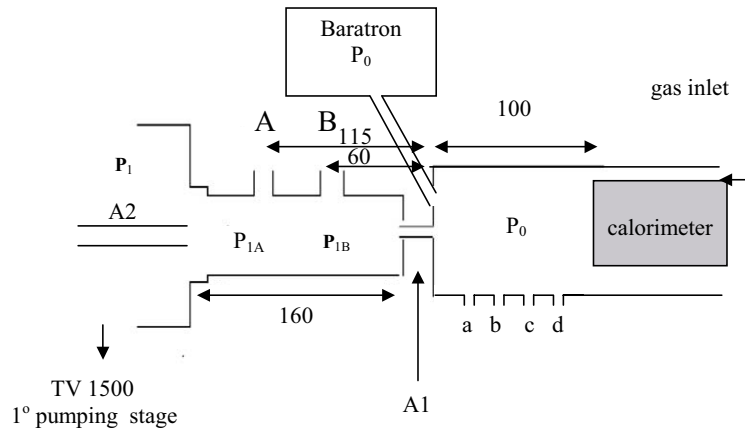 Baratron
P₀
gas inlet
100
A
B
115
60
P₁
A2
P₁A
P₁B
P₀
calorimeter
160
a b c d
A1
TV 1500
1° pumping stage